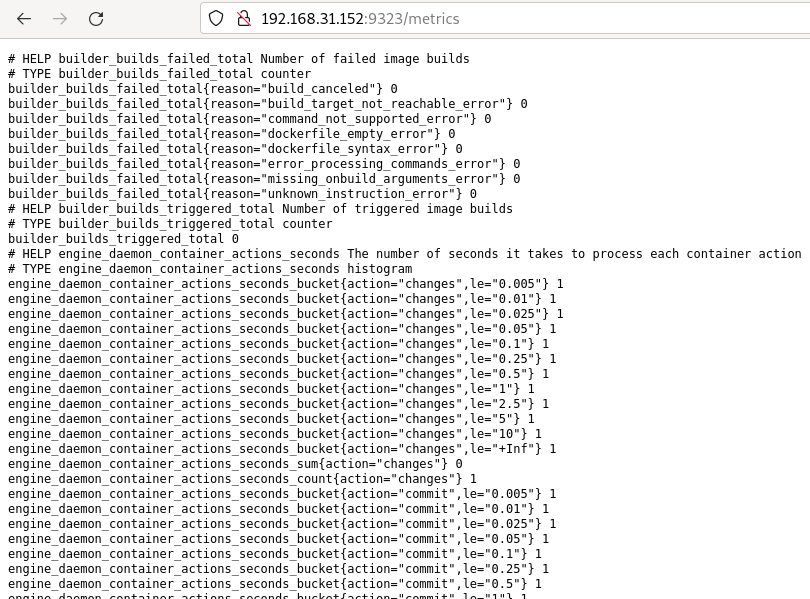 192.168.31.152:9323/metrics
# HELP builder_builds_failed_total Number of failed image builds
# TYPE builder_builds_failed_total counter
builder_builds_failed_total{reason="build_canceled"} 0
builder_builds_failed_total{reason="build_target_not_reachable_error"} 0
builder_builds_failed_total{reason="command_not_supported_error"} 0
builder_builds_failed_total{reason="dockerfile_empty_error"} 0
builder_builds_failed_total{reason="dockerfile_syntax_error"} 0
builder_builds_failed_total{reason="error_processing_commands_error"} 0
builder_builds_failed_total{reason="missing_onbuild_arguments_error"} 0
builder_builds_failed_total{reason="unknown_instruction_error"} 0
# HELP builder_builds_triggered_total Number of triggered image builds
# TYPE builder_builds_triggered_total counter
builder_builds_triggered_total 0
# HELP engine_daemon_container_actions_seconds The number of seconds it takes to process each container action
# TYPE engine_daemon_container_actions_seconds histogram
engine_daemon_container_actions_seconds_bucket{action="changes",le="0.005"} 1
engine_daemon_container_actions_seconds_bucket{action="changes",le="0.01"} 1
engine_daemon_container_actions_seconds_bucket{action="changes",le="0.025"} 1
engine_daemon_container_actions_seconds_bucket{action="changes",le="0.05"} 1
engine_daemon_container_actions_seconds_bucket{action="changes",le="0.1"} 1
engine_daemon_container_actions_seconds_bucket{action="changes",le="0.25"} 1
engine_daemon_container_actions_seconds_bucket{action="changes",le="0.5"} 1
engine_daemon_container_actions_seconds_bucket{action="changes",le="1"} 1
engine_daemon_container_actions_seconds_bucket{action="changes",le="2.5"} 1
engine_daemon_container_actions_seconds_bucket{action="changes",le="5"} 1
engine_daemon_container_actions_seconds_bucket{action="changes",le="10"} 1
engine_daemon_container_actions_seconds_bucket{action="changes",le="+Inf"} 1
engine_daemon_container_actions_seconds_sum{action="changes"} 0
engine_daemon_container_actions_seconds_count{action="changes"} 1
engine_daemon_container_actions_seconds_bucket{action="commit",le="0.005"} 1
engine_daemon_container_actions_seconds_bucket{action="commit",le="0.01"} 1
engine_daemon_container_actions_seconds_bucket{action="commit",le="0.025"} 1
engine_daemon_container_actions_seconds_bucket{action="commit",le="0.05"} 1
engine_daemon_container_actions_seconds_bucket{action="commit",le="0.1"} 1
engine_daemon_container_actions_seconds_bucket{action="commit",le="0.25"} 1
engine_daemon_container_actions_seconds_bucket{action="commit",le="0.5"} 1
engine_daemon_container_actions_seconds_bucket{action="commit",le="1"} 1